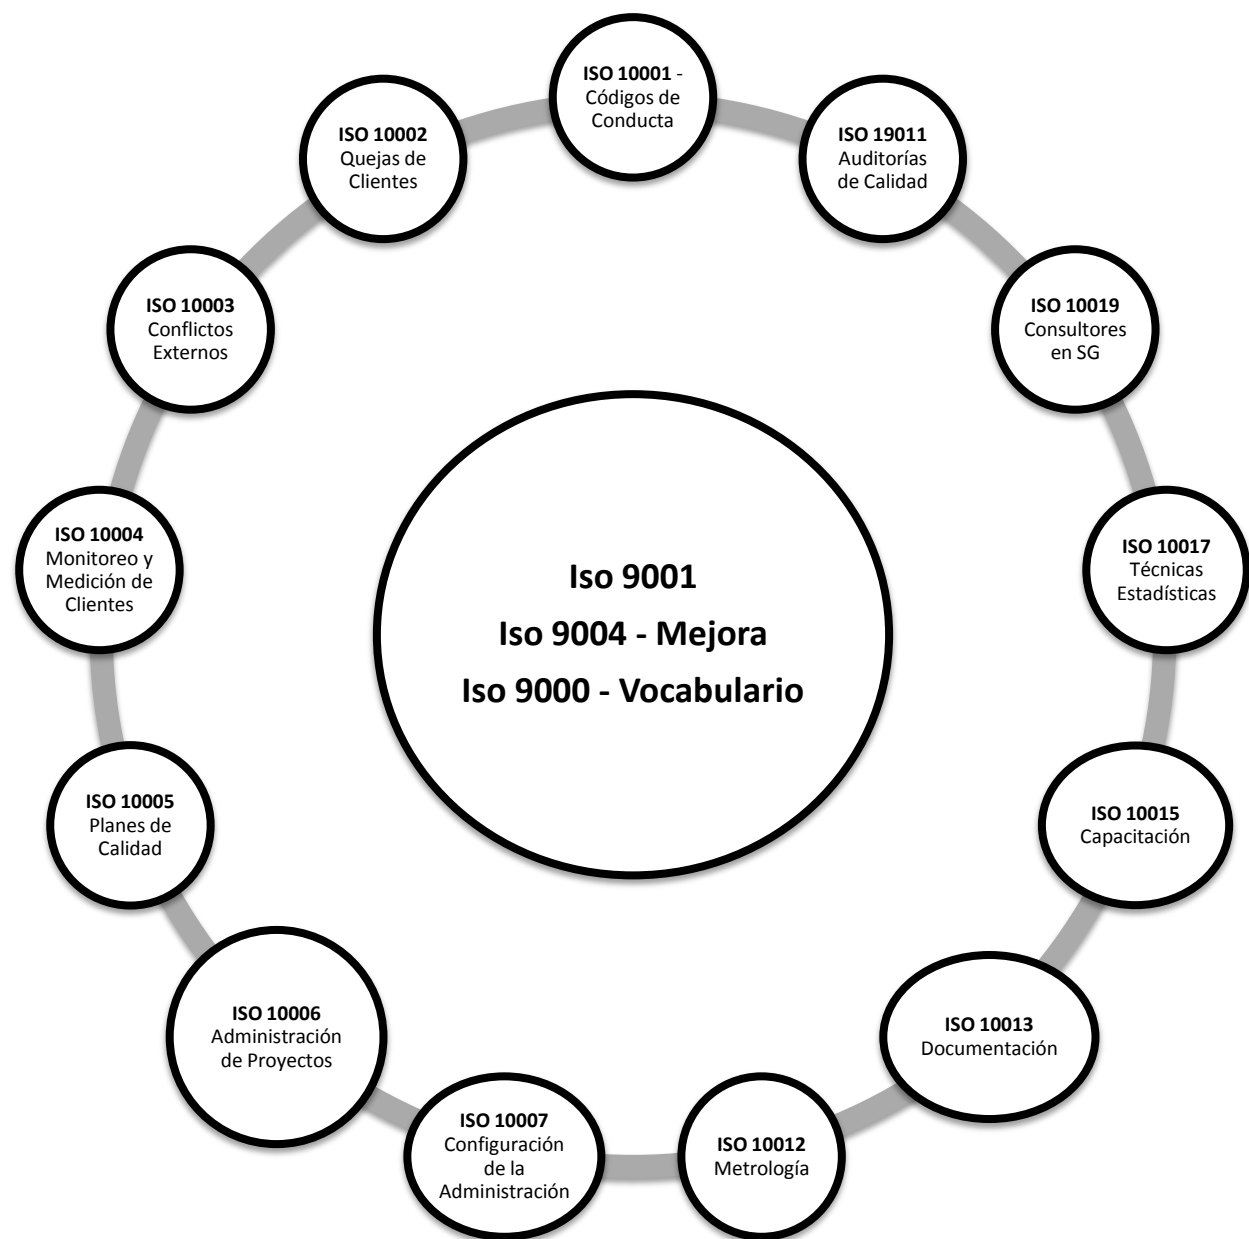 ISO 10001 -
Códigos de
Conducta
ISO 19011
Auditorías
de Calidad
ISO 10019
Consultores
en SG
ISO 10017
Técnicas
Estadísticas
ISO 10015
Capacitación
ISO 10013
Documentación
ISO 10012
Metrología
ISO 10007
Configuración
de la
Administración
ISO 10006
Administración
de Proyectos
ISO 10005
Planes de
Calidad
ISO 10004
Monitoreo y
Medición de
Clientes
ISO 10003
Conflictos
Externos
ISO 10002
Quejas de
Clientes
Iso 9001
Iso 9004 - Mejora
Iso 9000 - Vocabulario